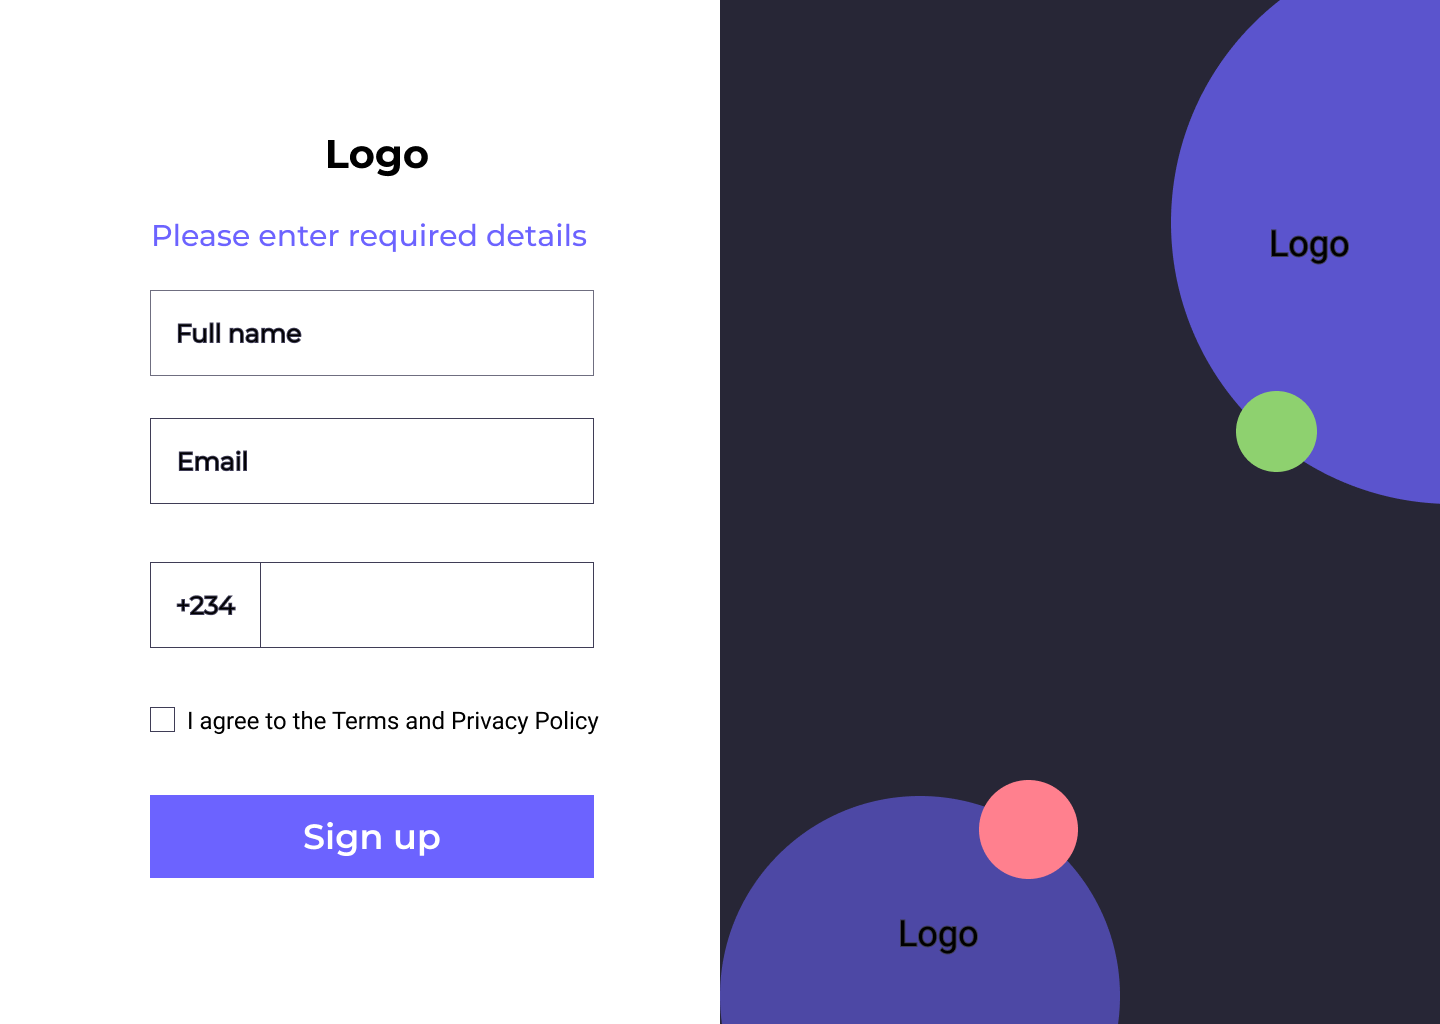 Logo
Please enter required details
Full name
Email
+234
I agree to the Terms and Privacy Policy
Sign up
Logo
Logo